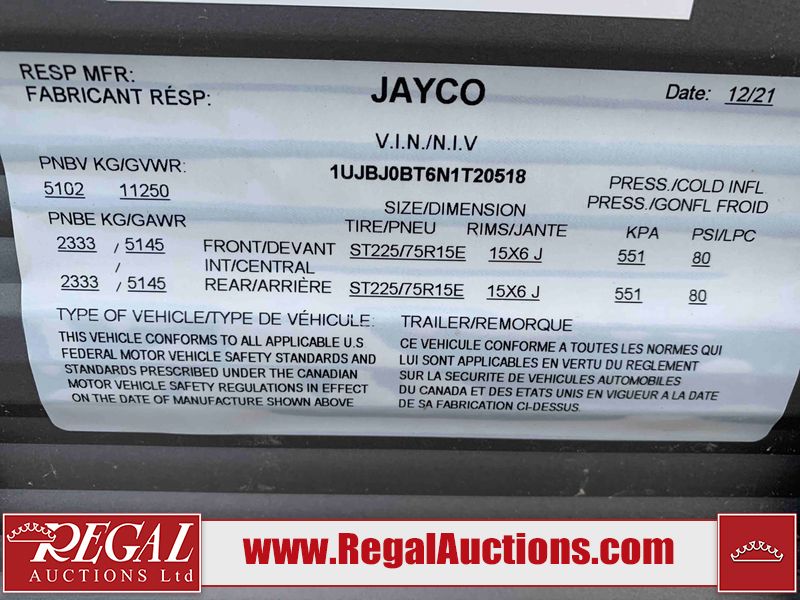 RESP MFR: JAYCO Date: 12/21
FABRICANT RÉSP:
V.I.N./N.I.V
PNBV KG/GVWR: 1UJBJ0BT6N1T20518
5102 11250 PRESS./COLD INFL
SIZE/DIMENSION PRESS./GONFL FROID
PNBE KG/GAWR TIRE/PNEU RIMS/JANTE KPA PSI/LPC
2333 / 5145 FRONT/DEVANT ST225/75R15E 15X6 J 551 80
INT/CENTRAL
2333 / 5145 REAR/ARRIÈRE ST225/75R15E 15X6 J 551 80
TYPE OF VEHICLE/TYPE DE VÉHICULE: TRAILER/REMORQUE
THIS VEHICLE CONFORMS TO ALL APPLICABLE U.S
FEDERAL MOTOR VEHICLE SAFETY STANDARDS AND
STANDARDS PRESCRIBED UNDER THE CANADIAN
MOTOR VEHICLE SAFETY REGULATIONS IN EFFECT
ON THE DATE OF MANUFACTURE SHOWN ABOVE
CE VÉHICULE CONFORME A TOUTES LES NORMES QUI
LUI SONT APPLICABLES EN VERTU DU REGLEMENT
SUR LA SECURITE DE VEHICULES AUTOMOBILES
DU CANADA ET DES ETATS UNIS EN VIGUEUR A LA DATE
DE SA FABRICATION CI-DESSUS.
REGAL
AUCTIONS Ltd
www.RegalAuctions.com